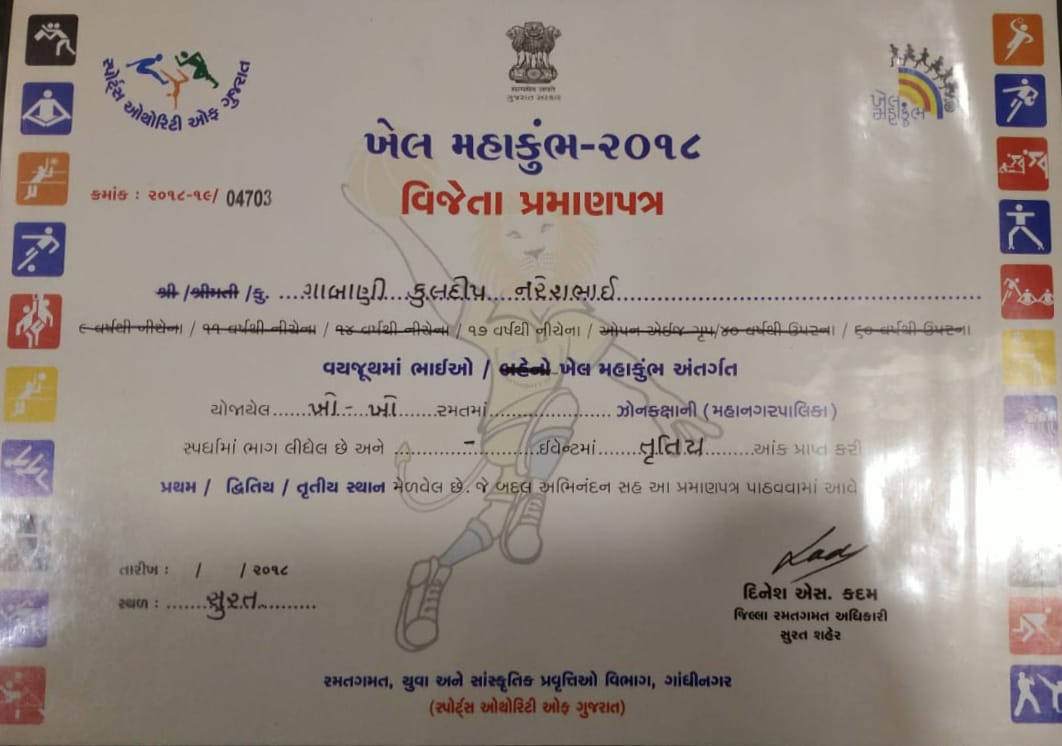 સ્પોર્ટ્સ ઓથોરિટી ઓફ ગુજરાત
सत्यमेव जयते
ગુજરાત સરકાર
ખેલ મહાકુંભ
ખેલ મહાકુંભ-૨૦૧૮
ક્રમાંક : ૨૦૧૮-૧૯/ 04703
વિજેતા પ્રમાણપત્ર
શ્રી /શ્રીમતી /કુ. ....ગાબાણી....કુલદીપ....નરેશભાઈ....
૯ વર્ષથી નીચેના / ૧૧ વર્ષથી નીચેના / ૧૪ વર્ષથી નીચેના / ૧૭ વર્ષથી નીચેના / ઓપન એઈજ ગૃપ/૪૦ વર્ષથી ઉપરના / ૬૦ વર્ષથી ઉપરના
વયજૂથમાં ભાઈઓ / બહેનો ખેલ મહાકુંભ અંતર્ગત
યોજાયેલ......ખો-ખો......રમતમાં.................... ઝોનકક્ષાની (મહાનગરપાલિકા)
સ્પર્ધામાં ભાગ લીધેલ છે અને ............-..........ઈવેન્ટમાં.......તૃતિય.........આંક પ્રાપ્ત કરી
પ્રથમ / દ્વિતિય / તૃતીય સ્થાન મેળવેલ છે. જે બદલ અભિનંદન સહ આ પ્રમાણપત્ર પાઠવવામાં આવે
તારીખ : / / ૨૦૧૮
સ્થળ : .......સુરત...........
દિનેશ એસ. કદમ
જિલ્લા રમતગમત અધિકારી
સુરત શહેર
રમતગમત, યુવા અને સાંસ્કૃતિક પ્રવૃત્તિઓ વિભાગ, ગાંધીનગર
(સ્પોર્ટ્સ ઓથોરિટી ઓફ ગુજરાત)